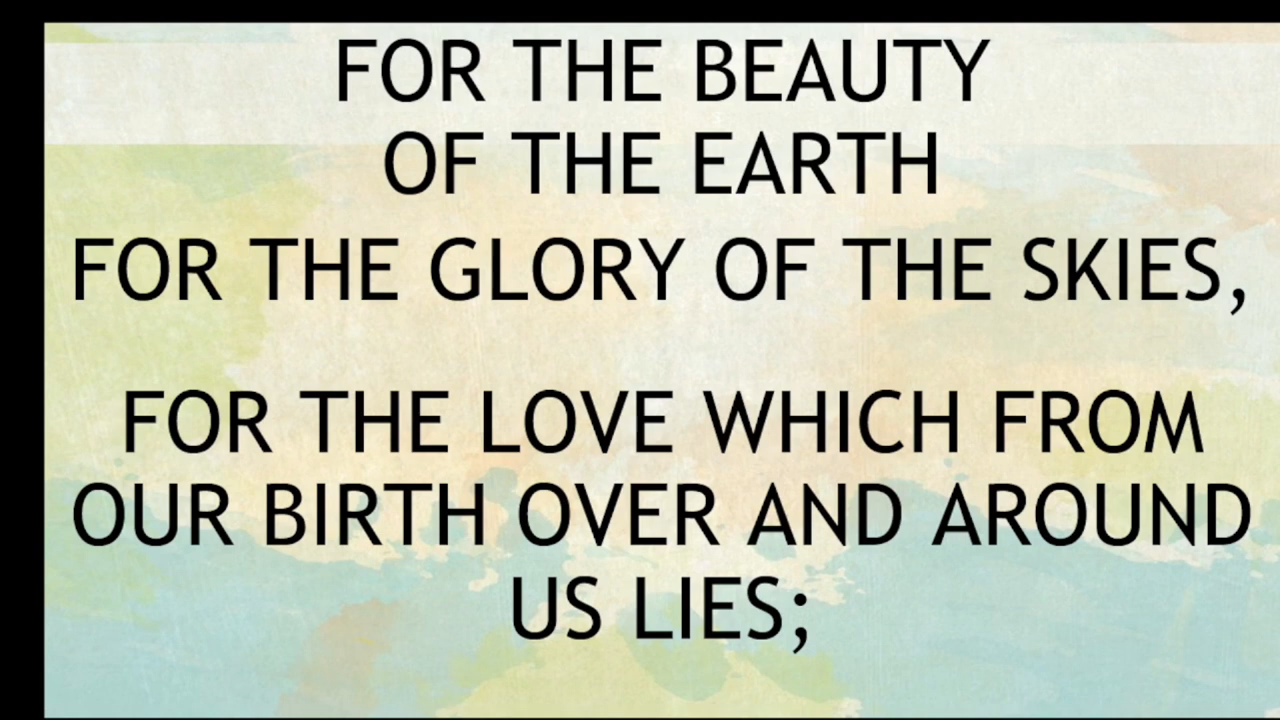 FOR THE BEAUTY
OF THE EARTH
FOR THE GLORY OF THE SKIES,
FOR THE LOVE WHICH FROM
OUR BIRTH OVER AND AROUND
US LIES;